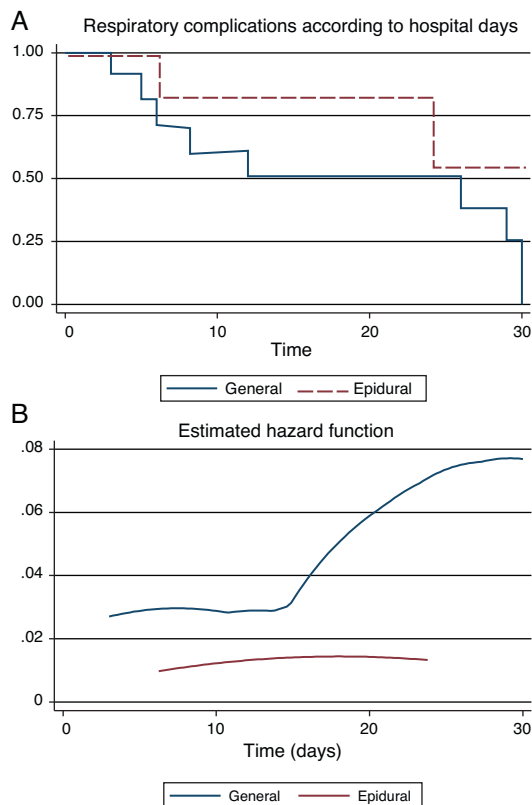 A
Respiratory complications according to hospital days
1.00
0.75
0.50
0.25
0.00
0 10 20 30
Time
General Epidural
B
Estimated hazard function
.08
.06
.04
.02
0
0 10 20 30
Time (days)
General Epidural